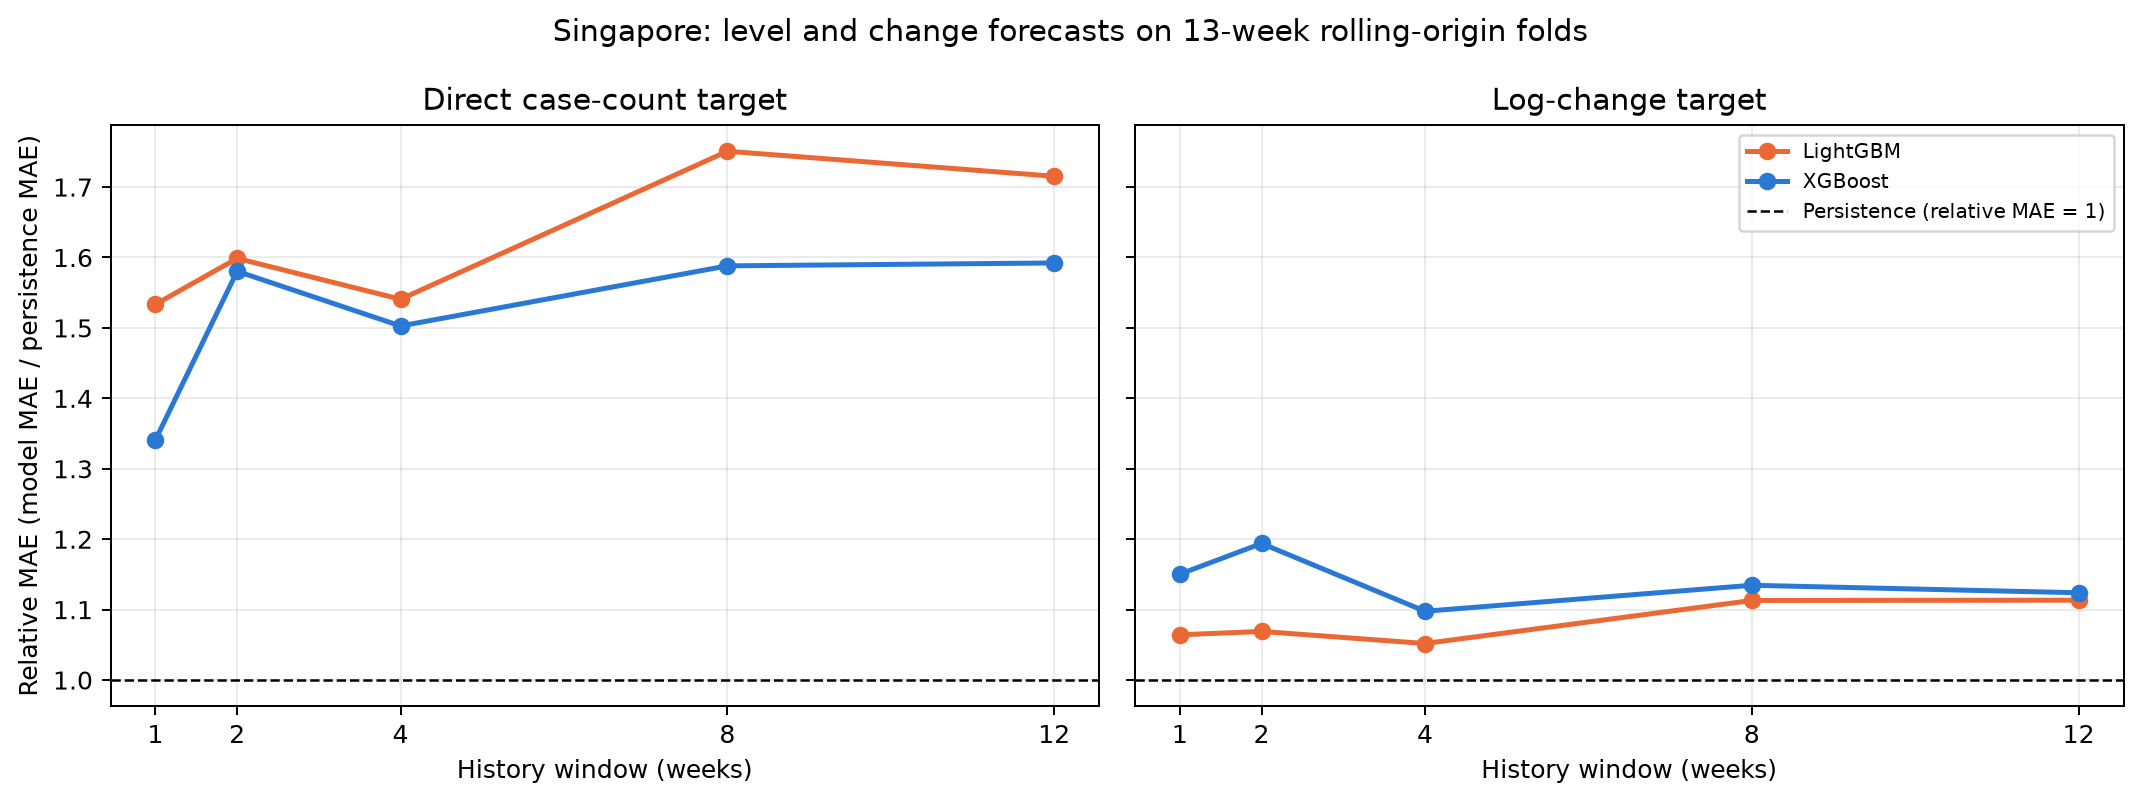 Singapore: level and change forecasts on 13-week rolling-origin folds
Direct case-count target
Relative MAE (model MAE / persistence MAE)
1.7
1.6
1.5
1.4
1.3
1.2
1.1
1.0
1 2 4 8 12
History window (weeks)
Log-change target
LightGBM
XGBoost
Persistence (relative MAE = 1)
1 2 4 8 12
History window (weeks)